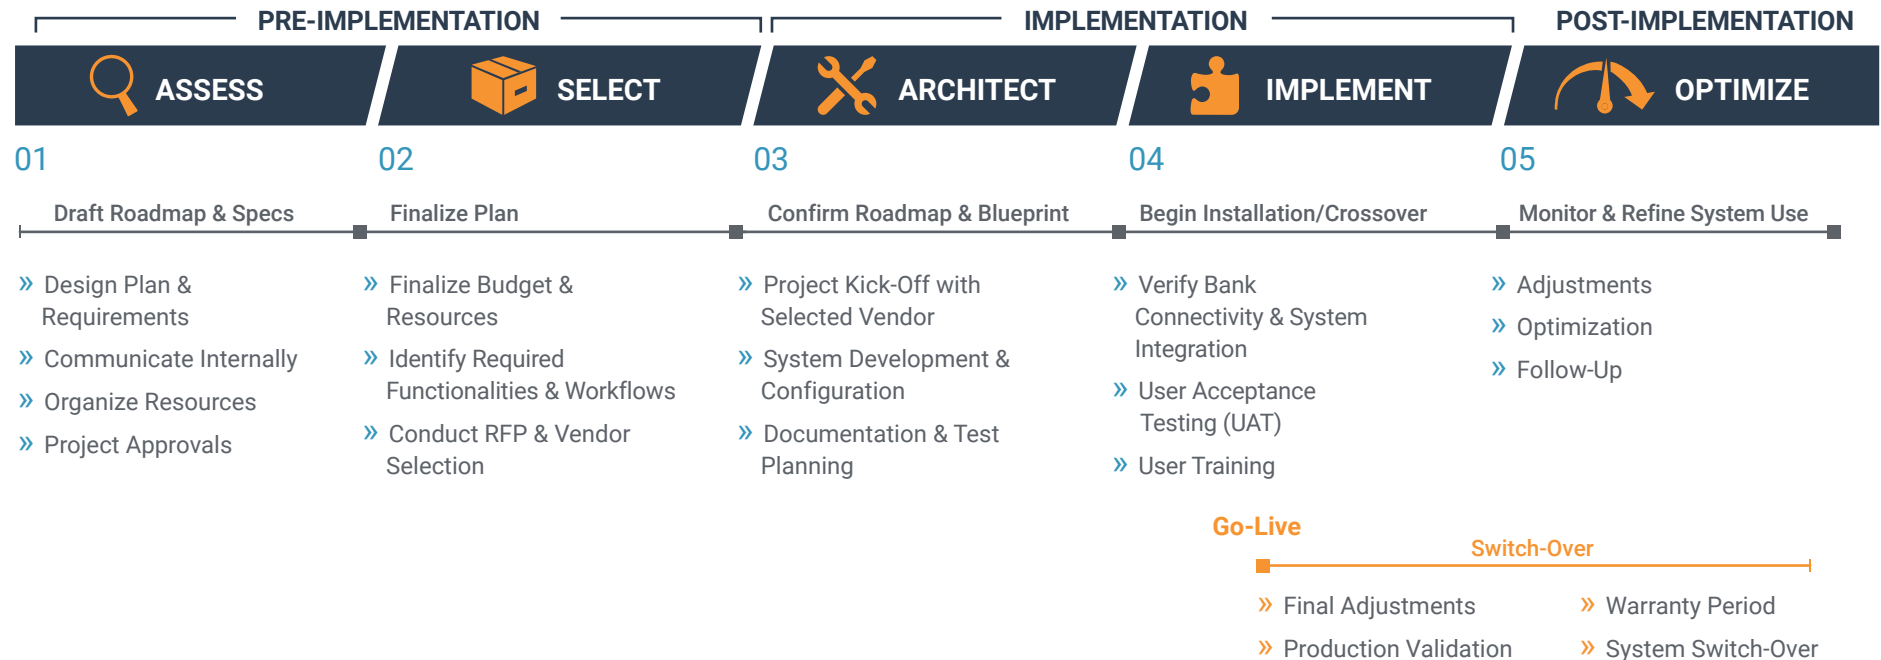 PRE-IMPLEMENTATION
IMPLEMENTATION
POST-IMPLEMENTATION
ASSESS
SELECT
ARCHITECT
IMPLEMENT
OPTIMIZE
01
02
03
04
05
Draft Roadmap & Specs
Finalize Plan
Confirm Roadmap & Blueprint
Begin Installation/Crossover
Monitor & Refine System Use
» Design Plan &
Requirements
» Communicate Internally
» Organize Resources
» Project Approvals
» Finalize Budget &
Resources
» Identify Required
Functionalities & Workflows
» Conduct RFP & Vendor
Selection
» Project Kick-Off with
Selected Vendor
» System Development &
Configuration
» Documentation & Test
Planning
» Verify Bank
Connectivity & System
Integration
» User Acceptance
Testing (UAT)
» User Training
» Adjustments
» Optimization
» Follow-Up
Go-Live
Switch-Over
» Final Adjustments
» Production Validation
» Warranty Period
» System Switch-Over